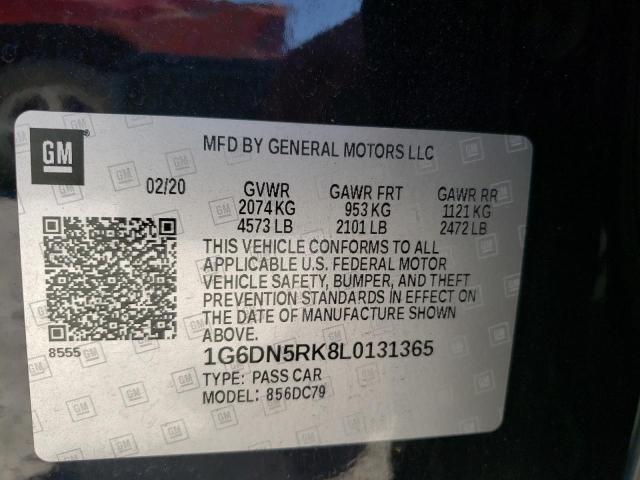 GM
MFD BY GENERAL MOTORS LLC
02/20 GVWR GAWR FRT GAWR RR
2074 KG 953 KG 1121 KG
4573 LB 2101 LB 2472 LB
THIS VEHICLE CONFORMS TO ALL
APPLICABLE U.S. FEDERAL MOTOR
VEHICLE SAFETY, BUMPER, AND THEFT
PREVENTION STANDARDS IN EFFECT ON
THE DATE OF MANUFACTURE SHOWN
ABOVE.
8555
1G6DN5RK8L0131365
TYPE: PASS CAR
MODEL: 856DC79